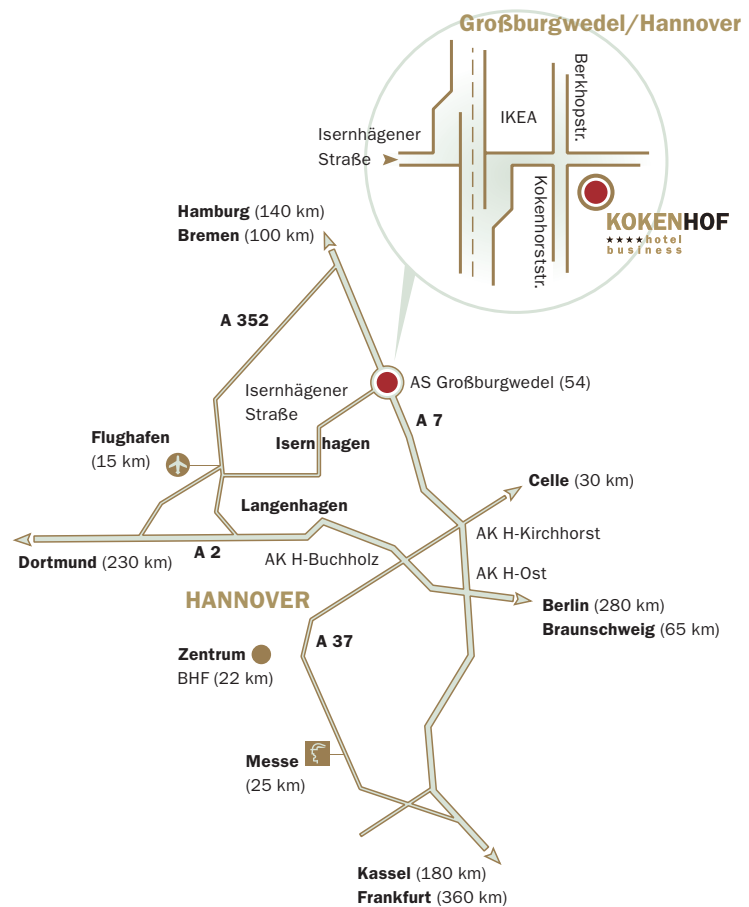 Großburgwedel/Hannover
Berkhopstr.
IKEA
Isernhägener
Straße
Kokenhorststr.
KOKENHOF
★★★★hotel
business
Hamburg (140 km)
Bremen (100 km)
A 352
AS Großburgwedel (54)
Isernhägener
Straße
A 7
Isernhagen
Flughafen
(15 km)
Celle (30 km)
Langenhagen
AK H-Kirchhorst
A 2
AK H-Buchholz
Dortmund (230 km)
AK H-Ost
HANNOVER
Berlin (280 km)
Braunschweig (65 km)
A 37
Zentrum
BHF (22 km)
Messe
(25 km)
Kassel (180 km)
Frankfurt (360 km)